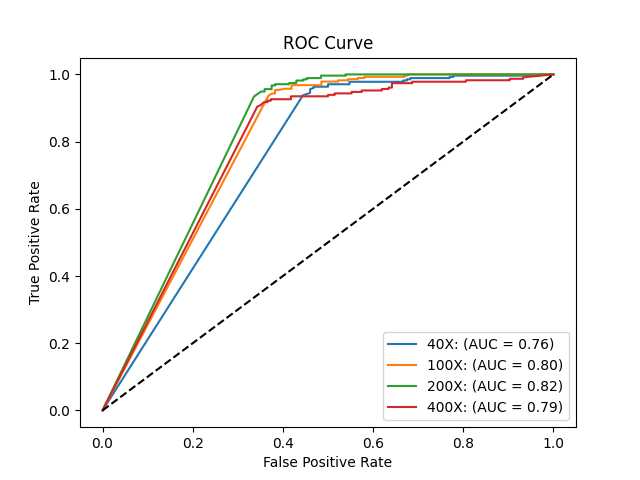 ROC Curve
True Positive Rate
1.0
0.8
0.6
0.4
0.2
0.0
0.0 0.2 0.4 0.6 0.8 1.0
False Positive Rate
40X: (AUC = 0.76)
100X: (AUC = 0.80)
200X: (AUC = 0.82)
400X: (AUC = 0.79)